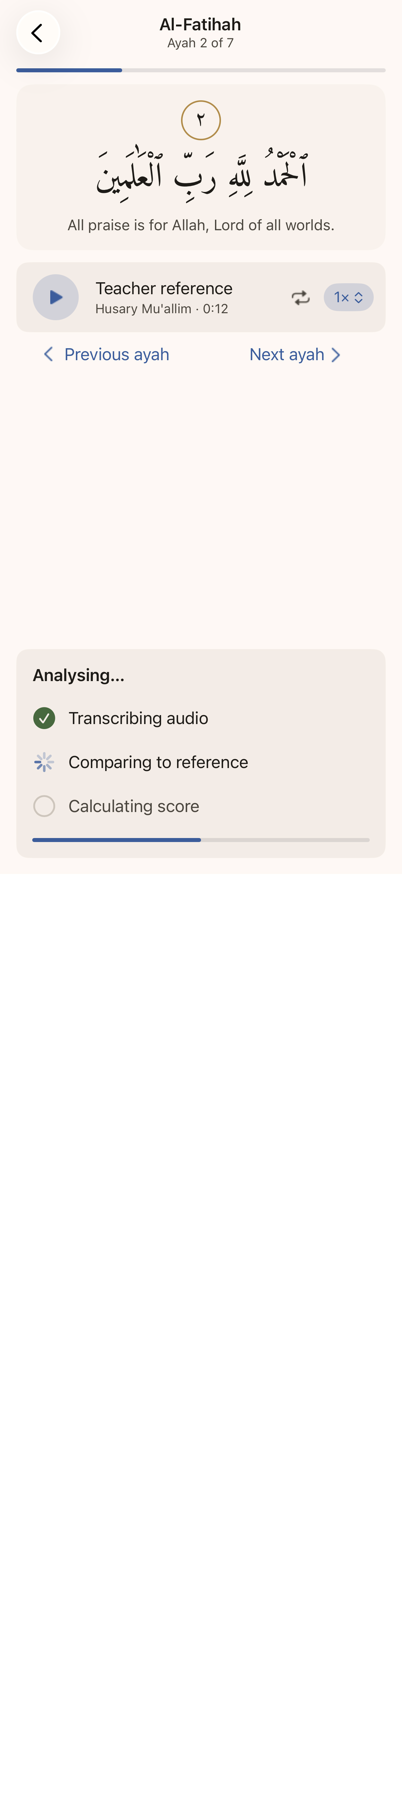 Al-Fatihah
Ayah 2 of 7
٢
ٱلْحَمْدُ لِلَّهِ رَبِّ ٱلْعَٰلَمِينَ
All praise is for Allah, Lord of all worlds.
Teacher reference
Husary Mu'allim · 0:12
1×
Previous ayah
Next ayah
Analysing...
Transcribing audio
Comparing to reference
Calculating score